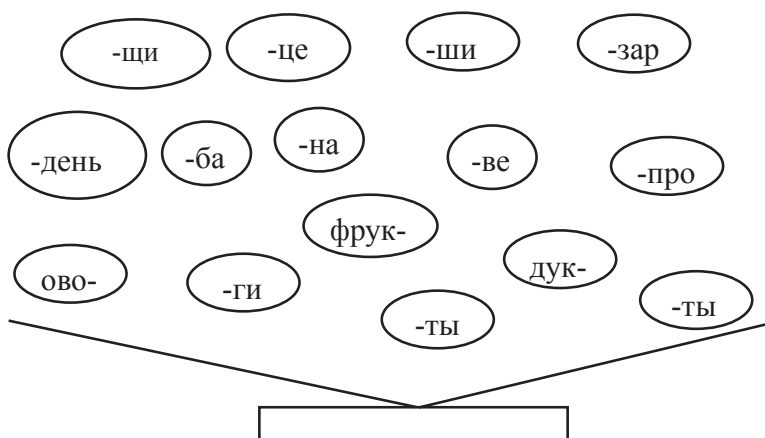 -щи -це -ши -зар
-день -ба -на -ве -про
фрук-
ово- -ги дук-
-ты -ты